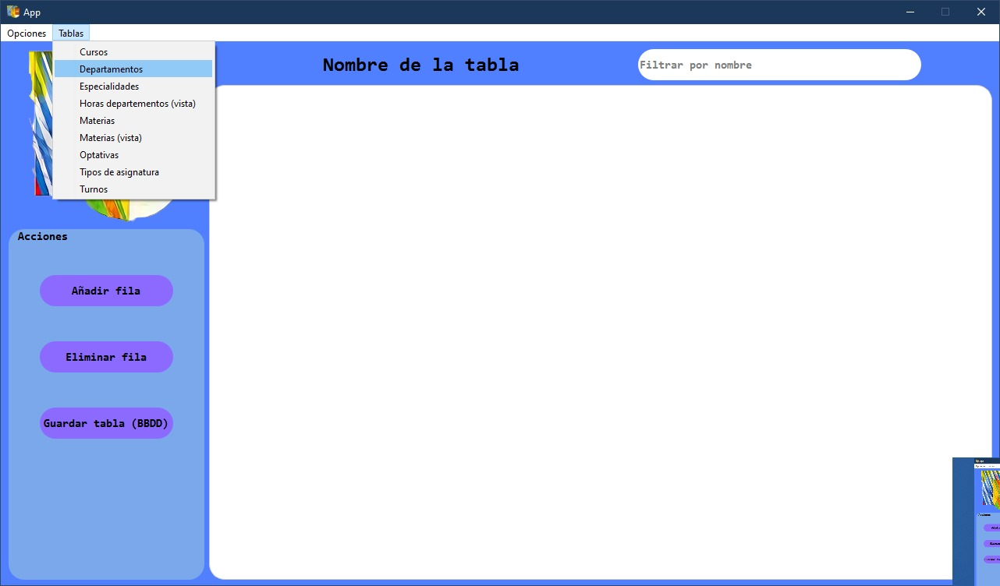 App
Opciones Tablas
Cursos
Departamentos
Especialidades
Horas departementos (vista)
Materias
Materias (vista)
Optativas
Tipos de asignatura
Turnos
Nombre de la tabla
Filtrar por nombre
Acciones
Añadir fila
Eliminar fila
Guardar tabla (BBDD)